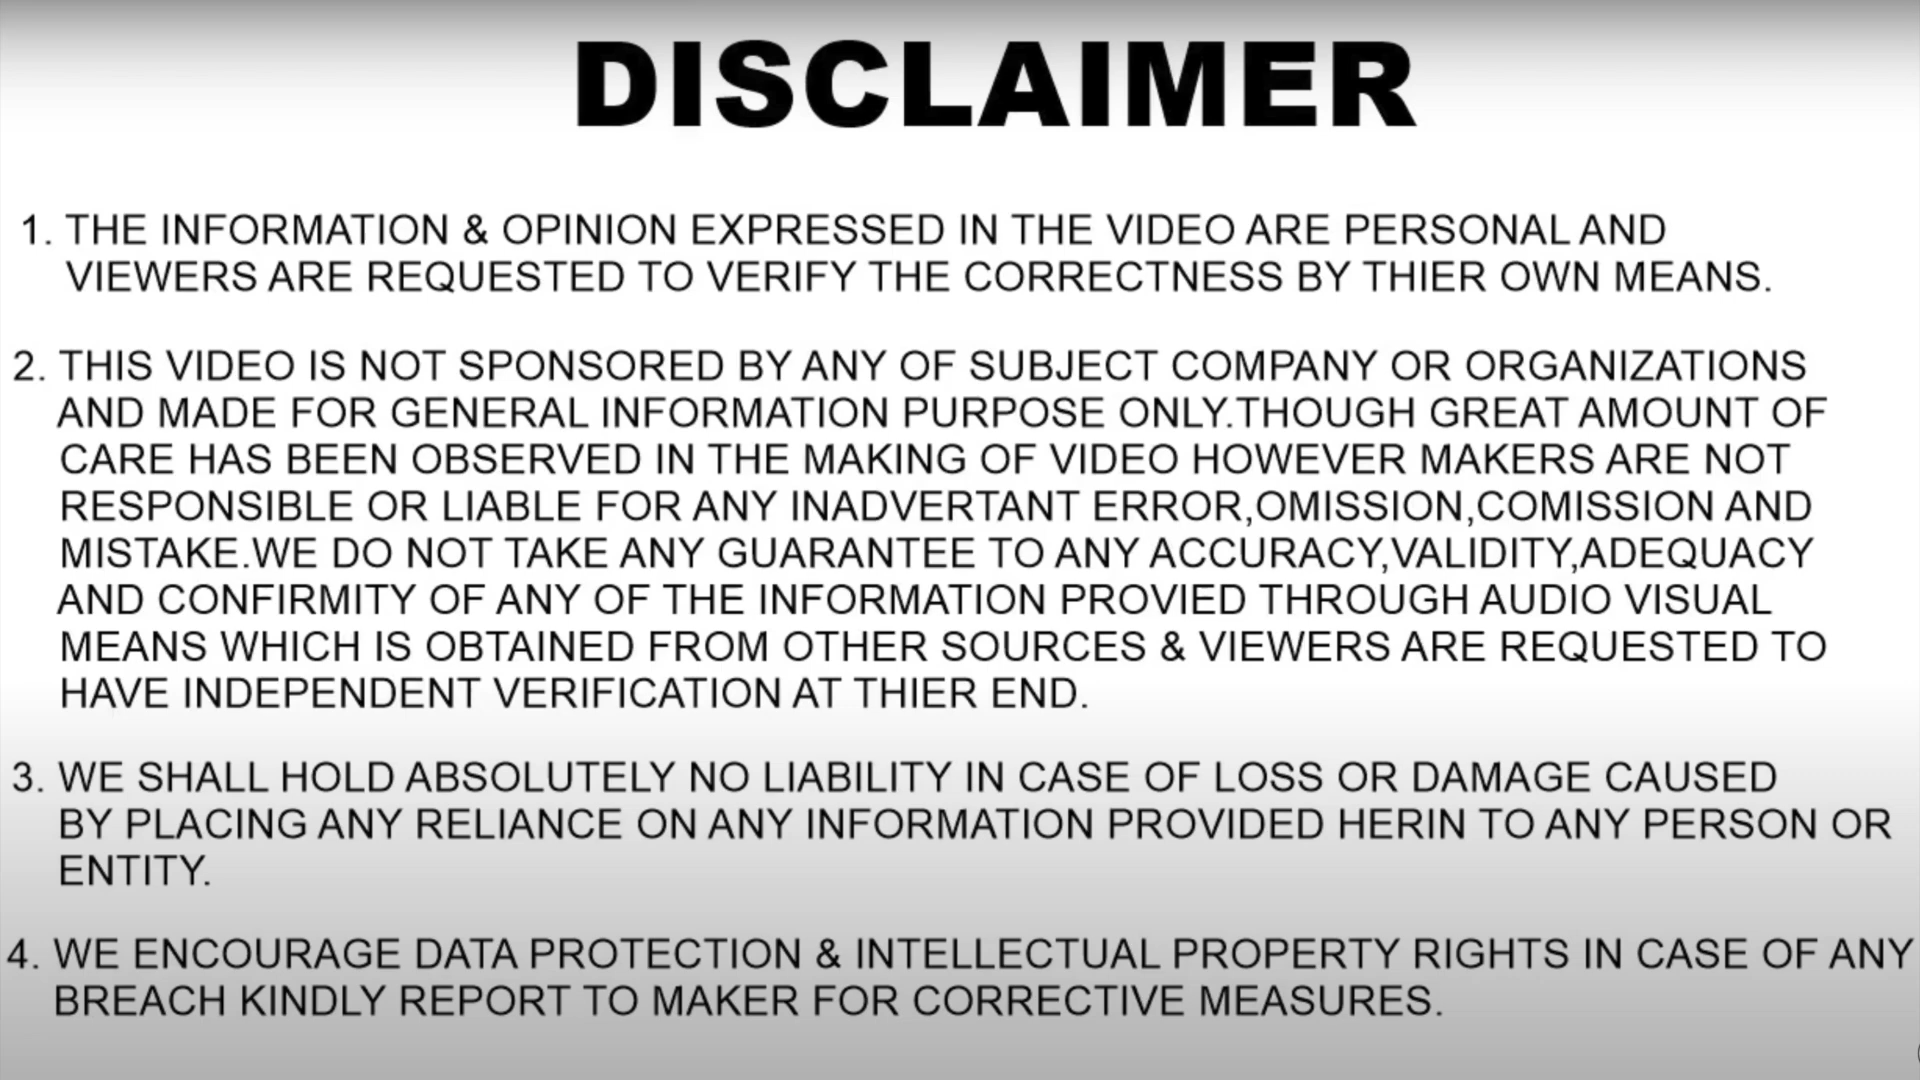 DISCLAIMER
1. THE INFORMATION & OPINION EXPRESSED IN THE VIDEO ARE PERSONAL AND
VIEWERS ARE REQUESTED TO VERIFY THE CORRECTNESS BY THIER OWN MEANS.
2. THIS VIDEO IS NOT SPONSORED BY ANY OF SUBJECT COMPANY OR ORGANIZATIONS
AND MADE FOR GENERAL INFORMATION PURPOSE ONLY.THOUGH GREAT AMOUNT OF
CARE HAS BEEN OBSERVED IN THE MAKING OF VIDEO HOWEVER MAKERS ARE NOT
RESPONSIBLE OR LIABLE FOR ANY INADVERTANT ERROR,OMISSION,COMISSION AND
MISTAKE.WE DO NOT TAKE ANY GUARANTEE TO ANY ACCURACY,VALIDITY,ADEQUACY
AND CONFIRMITY OF ANY OF THE INFORMATION PROVIED THROUGH AUDIO VISUAL
MEANS WHICH IS OBTAINED FROM OTHER SOURCES & VIEWERS ARE REQUESTED TO
HAVE INDEPENDENT VERIFICATION AT THIER END.
3. WE SHALL HOLD ABSOLUTELY NO LIABILITY IN CASE OF LOSS OR DAMAGE CAUSED
BY PLACING ANY RELIANCE ON ANY INFORMATION PROVIDED HERIN TO ANY PERSON OR
ENTITY.
4. WE ENCOURAGE DATA PROTECTION & INTELLECTUAL PROPERTY RIGHTS IN CASE OF ANY
BREACH KINDLY REPORT TO MAKER FOR CORRECTIVE MEASURES.